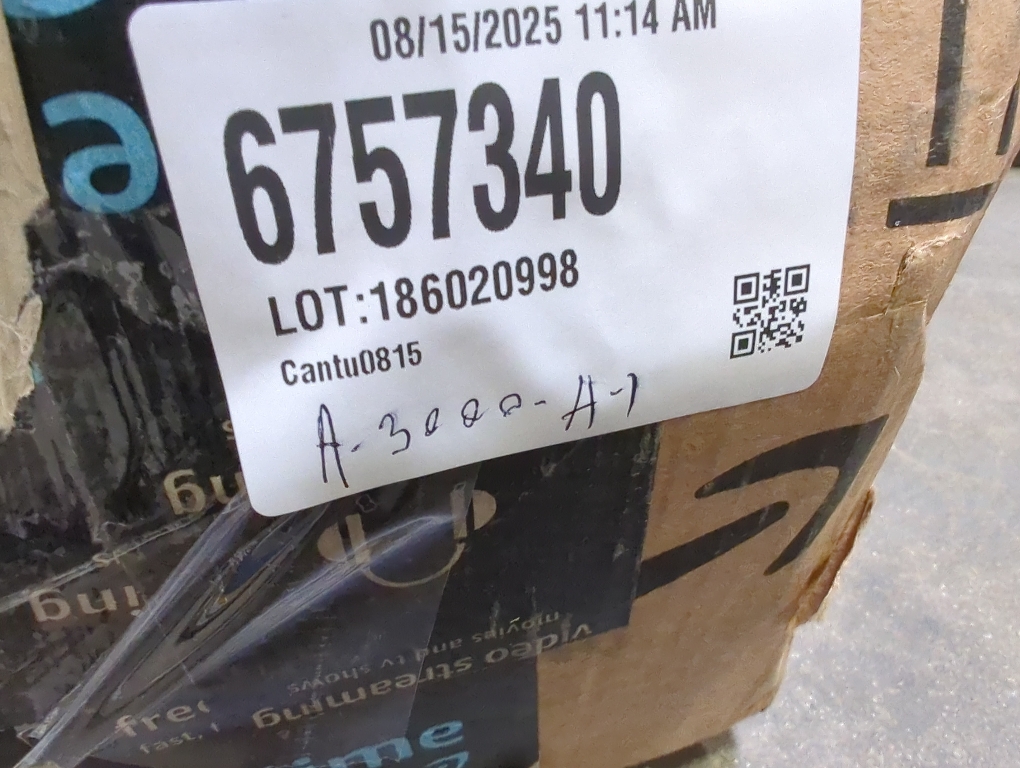 08/15/2025 11:14 AM
6757340
LOT:186020998
Cantu0815
A-3000-A-1
video streaming
movies and tv shows